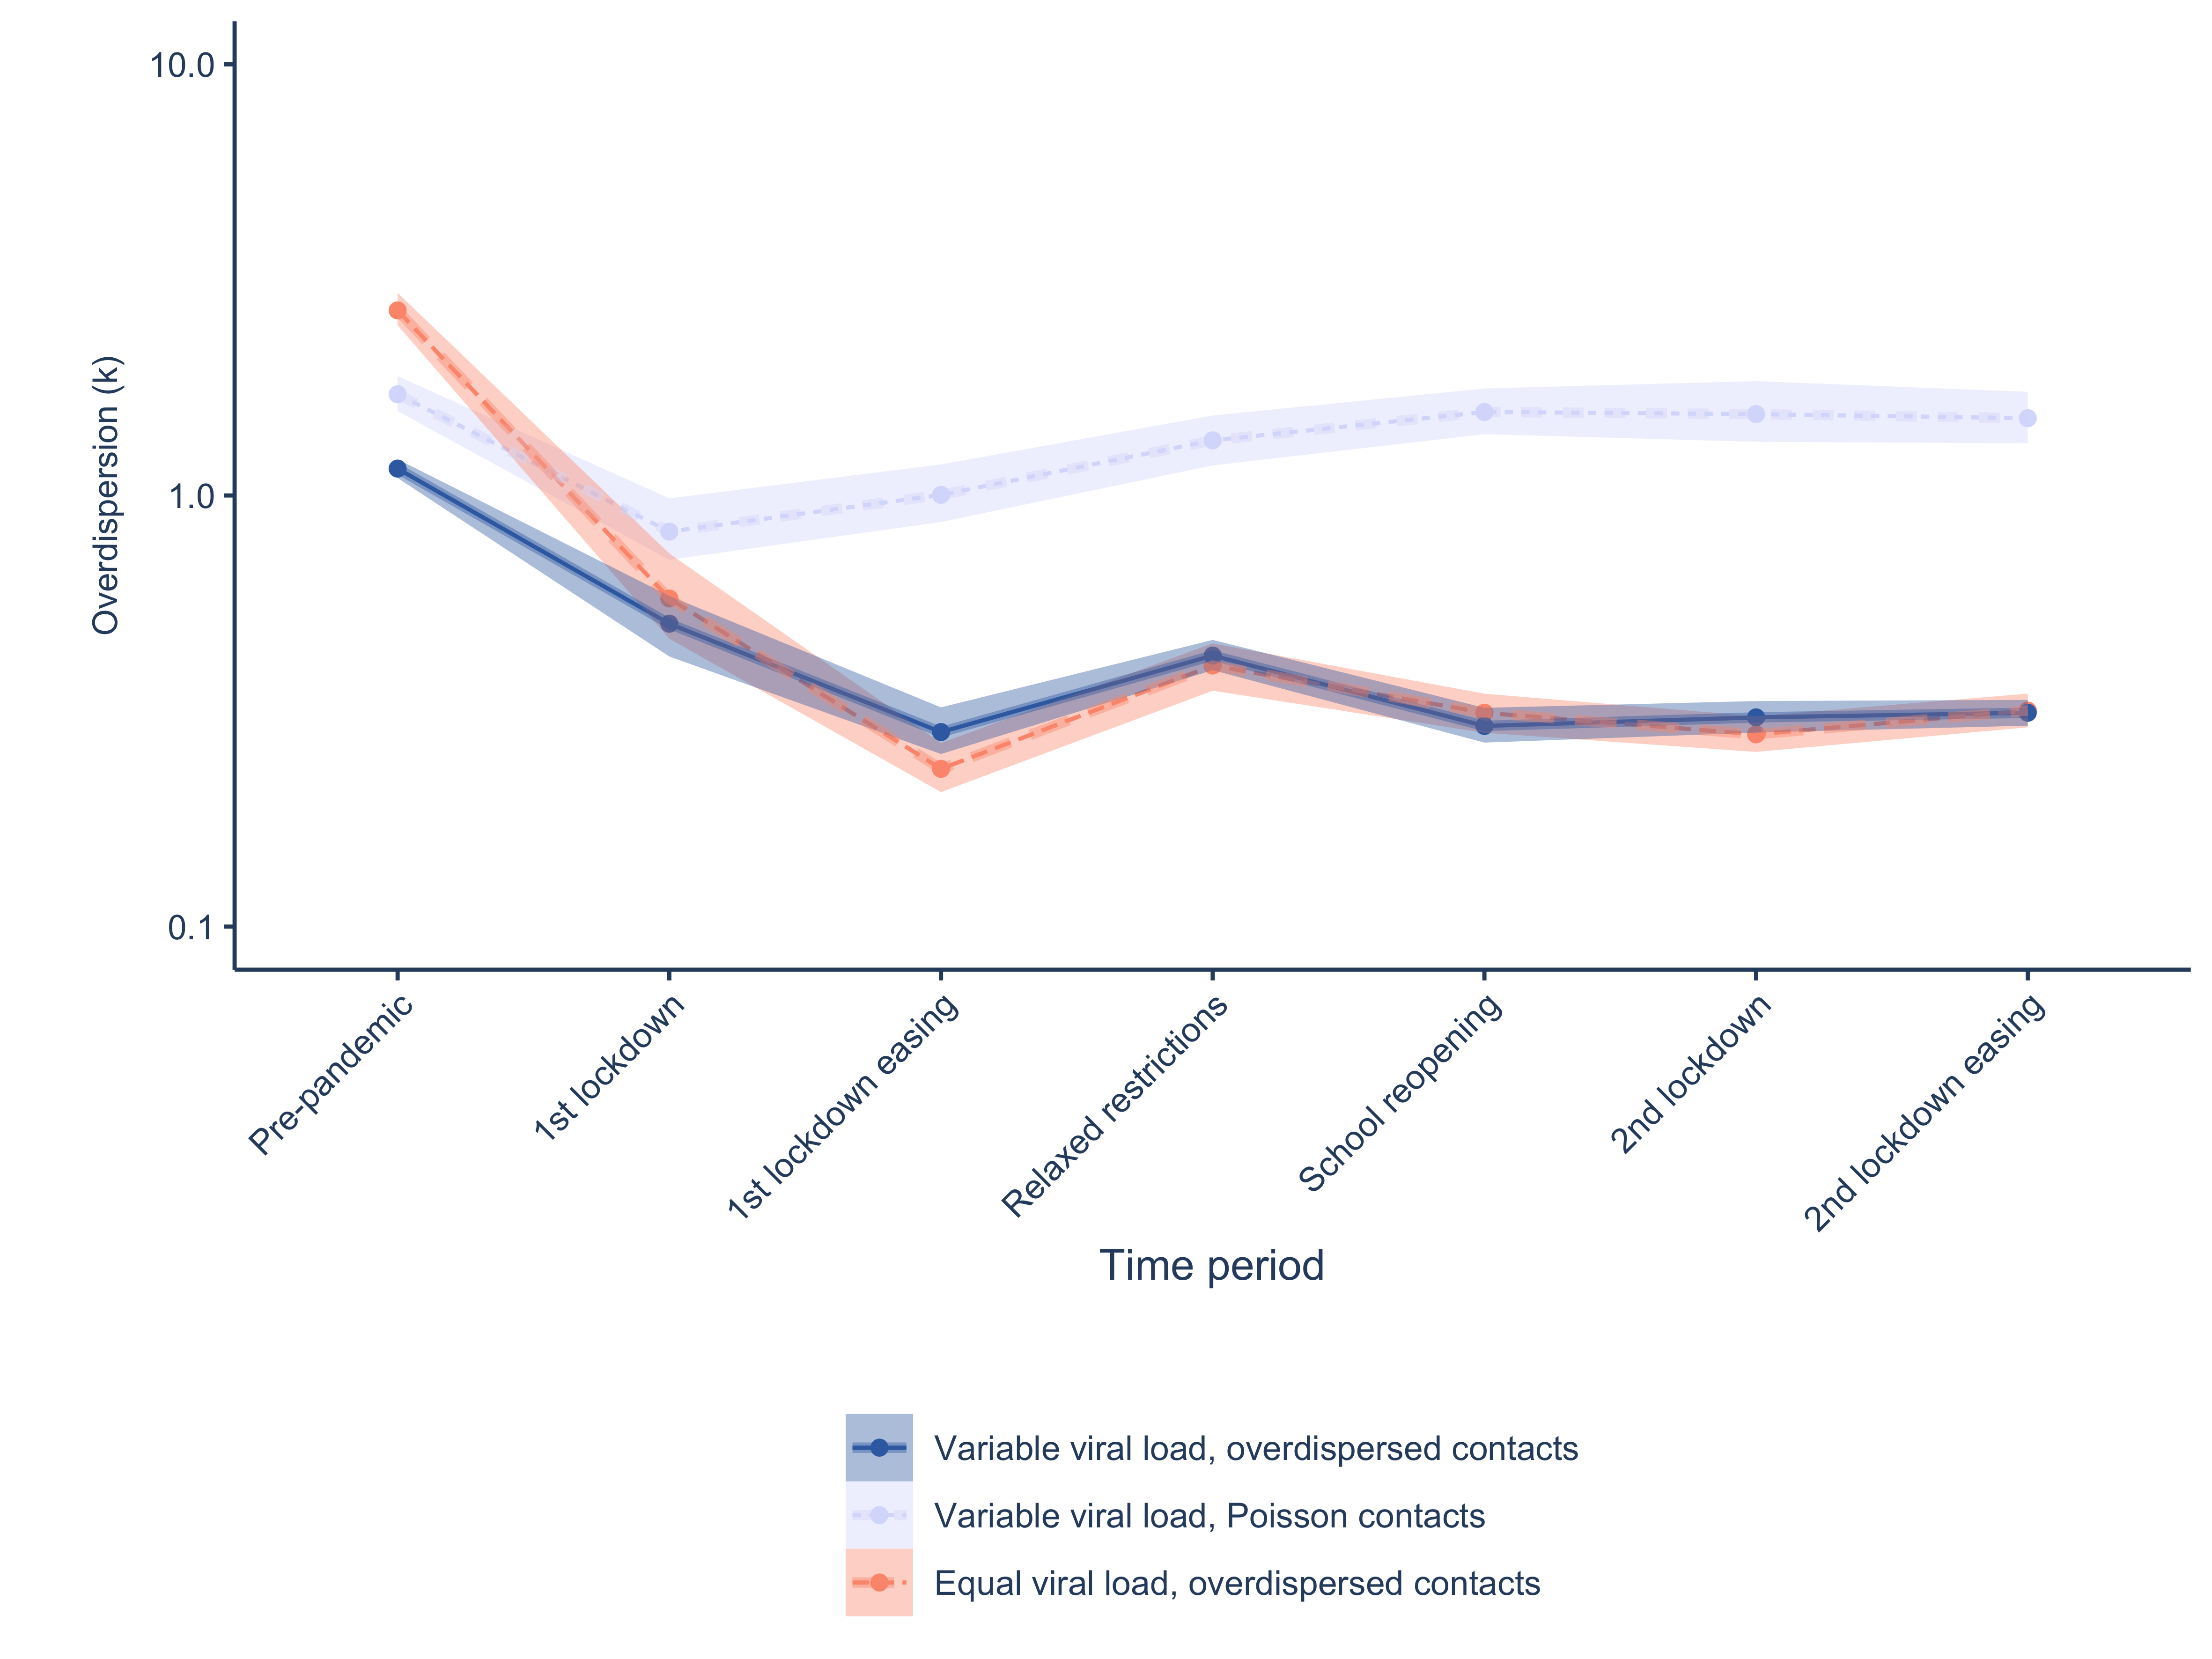 10.0
1.0
0.1
Overdispersion (k)
Pre-pandemic
1st lockdown
1st lockdown easing
Relaxed restrictions
School reopening
2nd lockdown
2nd lockdown easing
Time period
Variable viral load, overdispersed contacts
Variable viral load, Poisson contacts
Equal viral load, overdispersed contacts